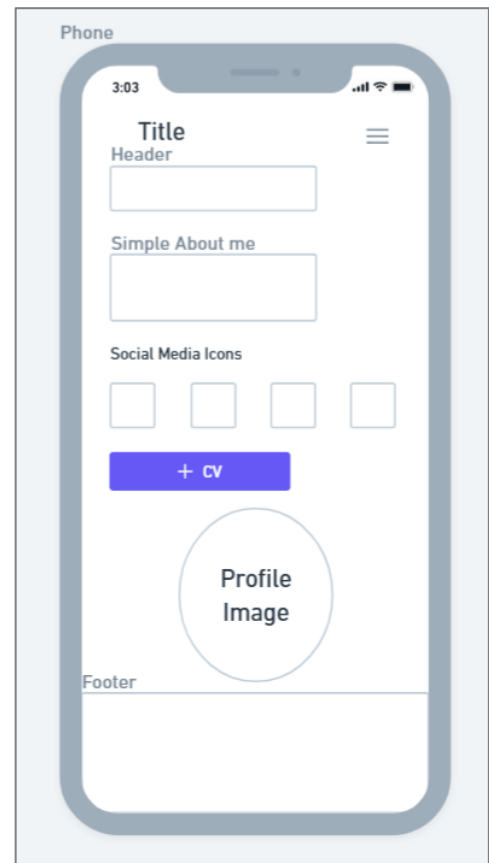 Phone
3:03
Title
Header
Simple About me
Social Media Icons
+ CV
Profile
Image
Footer